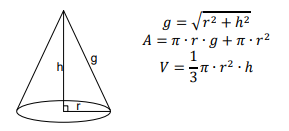 g = √r² + h²
A = π · r · g + π · r²
V = 1/3 π · r² · h
h
g
r